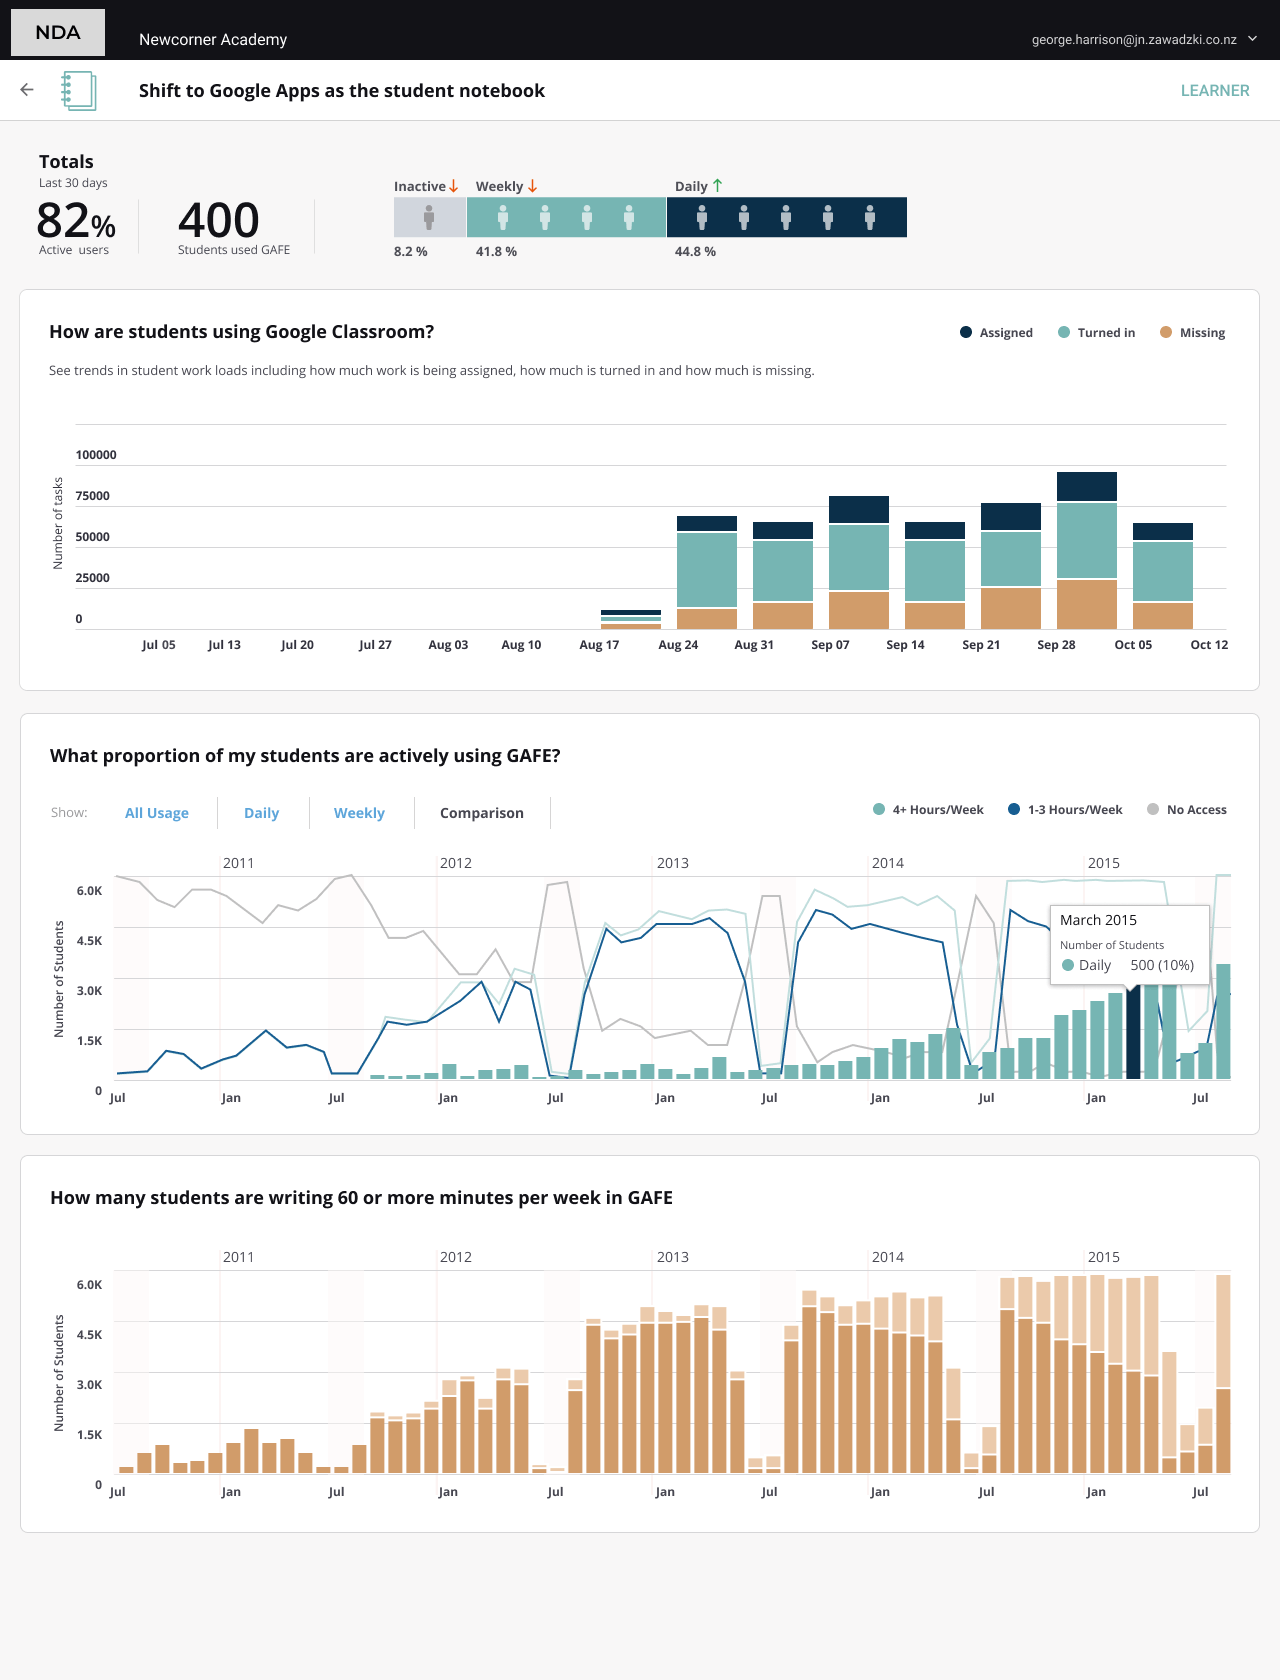 NDA
Newcorner Academy
george.harrison@jn.zawadzki.co.nz
Shift to Google Apps as the student notebook
LEARNER
Totals
Last 30 days
82%
Active users
400
Students used GAFE
Inactive
Weekly
Daily
8.2 %
41.8 %
44.8 %
How are students using Google Classroom?
Assigned
Turned in
Missing
See trends in student work loads including how much work is being assigned, how much is turned in and how much is missing.
Number of tasks
100000
75000
50000
25000
0
Jul 05
Jul 13
Jul 20
Jul 27
Aug 03
Aug 10
Aug 17
Aug 24
Aug 31
Sep 07
Sep 14
Sep 21
Sep 28
Oct 05
Oct 12
What proportion of my students are actively using GAFE?
Show:
All Usage
Daily
Weekly
Comparison
4+ Hours/Week
1-3 Hours/Week
No Access
2011
2012
2013
2014
2015
Number of Students
6.0K
4.5K
3.0K
1.5K
0
March 2015
Number of Students
Daily 500 (10%)
Jul
Jan
Jul
Jan
Jul
Jan
Jul
Jan
Jul
Jan
Jul
How many students are writing 60 or more minutes per week in GAFE
2011
2012
2013
2014
2015
Number of Students
6.0K
4.5K
3.0K
1.5K
0
Jul
Jan
Jul
Jan
Jul
Jan
Jul
Jan
Jul
Jan
Jul